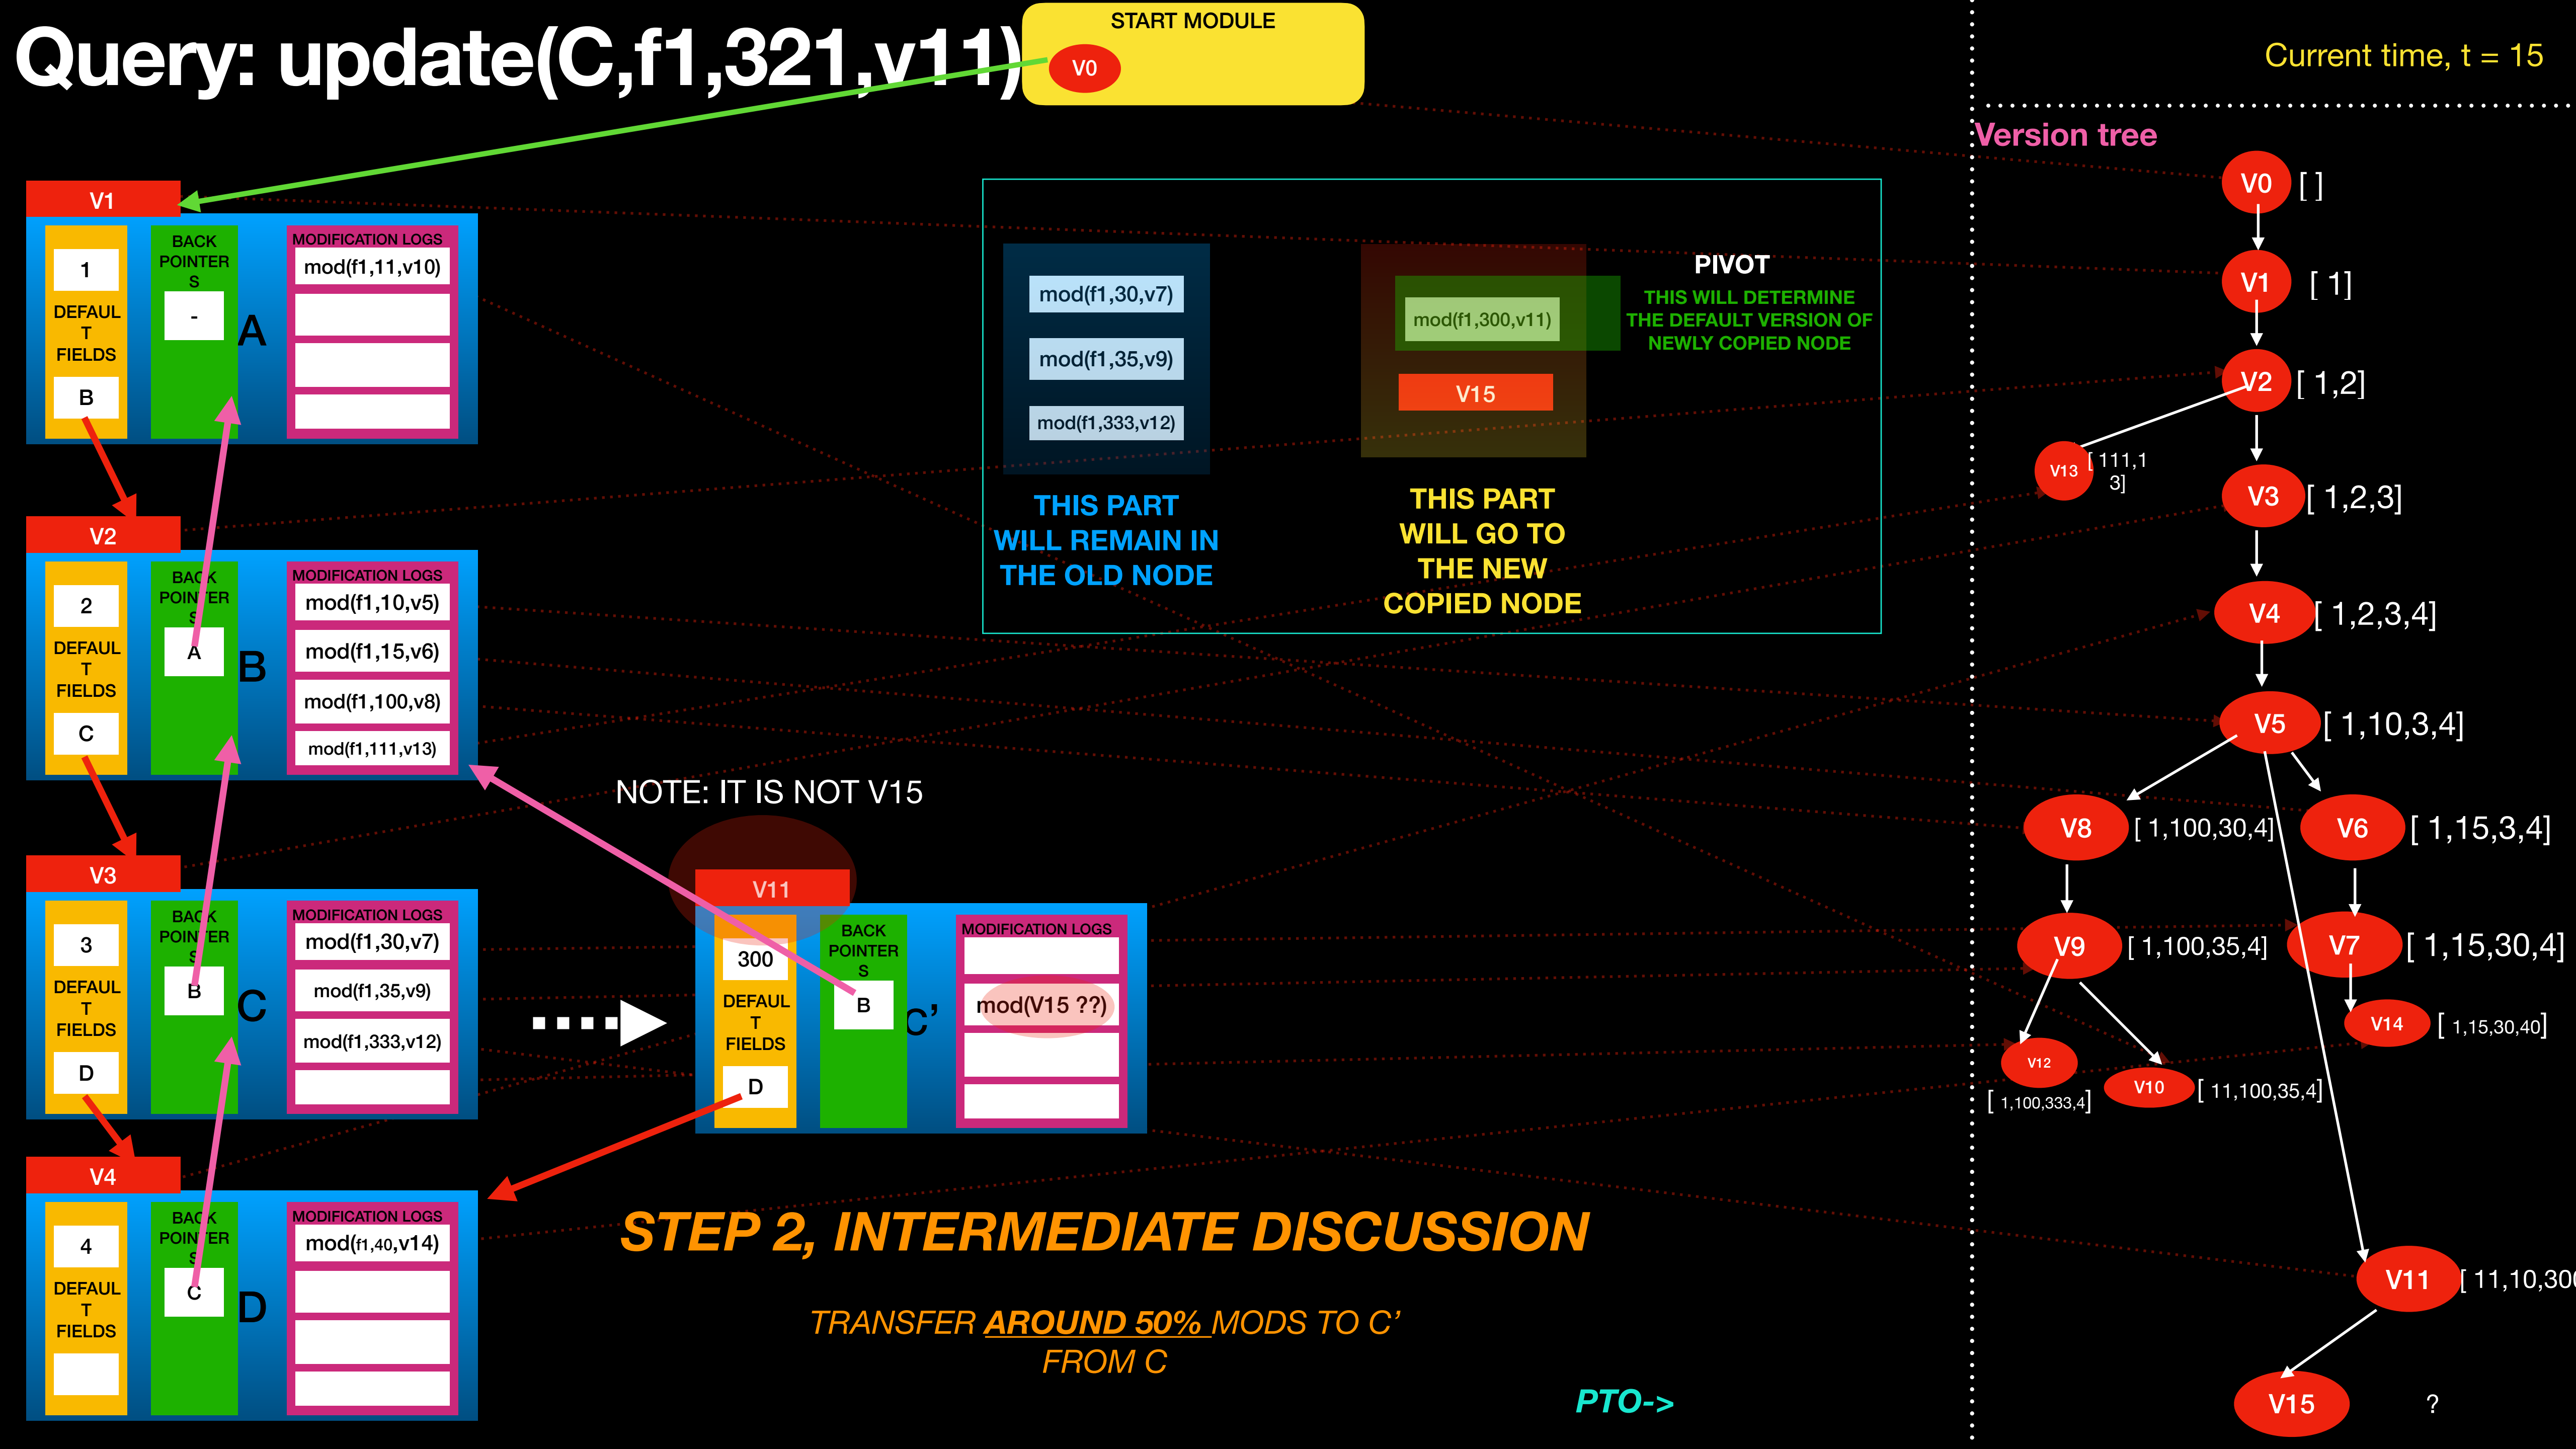 Query: update(C,f1,321,v11)
START MODULE
V0
Current time, t = 15
Version tree
V1
1
DEFAUL
T
FIELDS
B
BACK
POINTER
S
-
A
MODIFICATION LOGS
mod(f1,11,v10)
V2
2
DEFAUL
T
FIELDS
C
BACK
POINTER
S
A
B
MODIFICATION LOGS
mod(f1,10,v5)
mod(f1,15,v6)
mod(f1,100,v8)
mod(f1,111,v13)
V3
3
DEFAUL
T
FIELDS
D
BACK
POINTER
S
B
C
MODIFICATION LOGS
mod(f1,30,v7)
mod(f1,35,v9)
mod(f1,333,v12)
V4
4
DEFAUL
T
FIELDS
BACK
POINTER
S
C
D
MODIFICATION LOGS
mod(f1,40,v14)
mod(f1,30,v7)
mod(f1,35,v9)
mod(f1,333,v12)
THIS PART
WILL REMAIN IN
THE OLD NODE
mod(f1,300,v11)
V15
THIS PART
WILL GO TO
THE NEW
COPIED NODE
PIVOT
THIS WILL DETERMINE
THE DEFAULT VERSION OF
NEWLY COPIED NODE
NOTE: IT IS NOT V15
V11
300
DEFAUL
T
FIELDS
D
BACK
POINTER
S
B
C’
MODIFICATION LOGS
mod(V15 ??)
STEP 2, INTERMEDIATE DISCUSSION
TRANSFER AROUND 50% MODS TO C’
FROM C
PTO->
V0 [ ]
V1 [ 1]
V2 [ 1,2]
V13 [ 111,1
3]
V3 [ 1,2,3]
V4 [ 1,2,3,4]
V5 [ 1,10,3,4]
V8 [ 1,100,30,4]
V6 [ 1,15,3,4]
V9 [ 1,100,35,4]
V7 [ 1,15,30,4]
V14 [ 1,15,30,40]
V12
[ 1,100,333,4]
V10 [ 11,100,35,4]
V11 [ 11,10,300
V15 ?